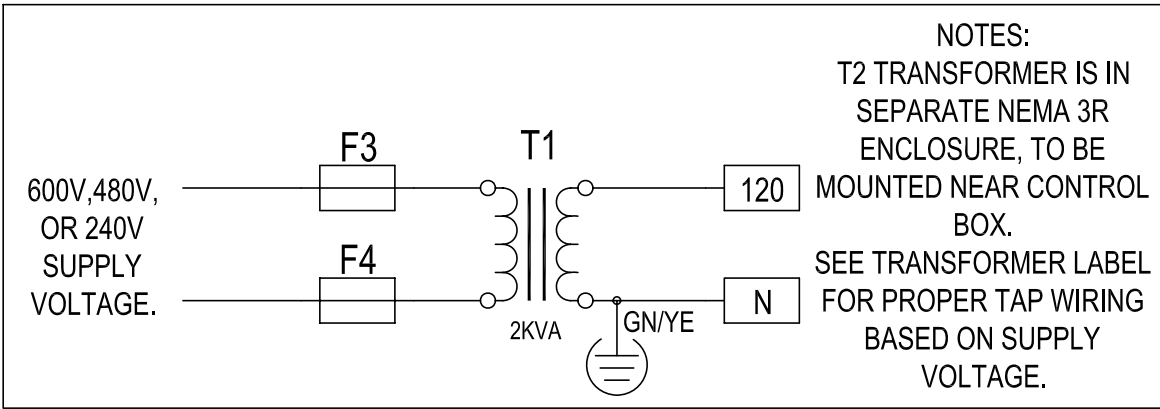 600V,480V,
OR 240V
SUPPLY
VOLTAGE.
F3
F4
T1
2KVA
GN/YE
120
N
NOTES:
T2 TRANSFORMER IS IN
SEPARATE NEMA 3R
ENCLOSURE, TO BE
MOUNTED NEAR CONTROL
BOX.
SEE TRANSFORMER LABEL
FOR PROPER TAP WIRING
BASED ON SUPPLY
VOLTAGE.